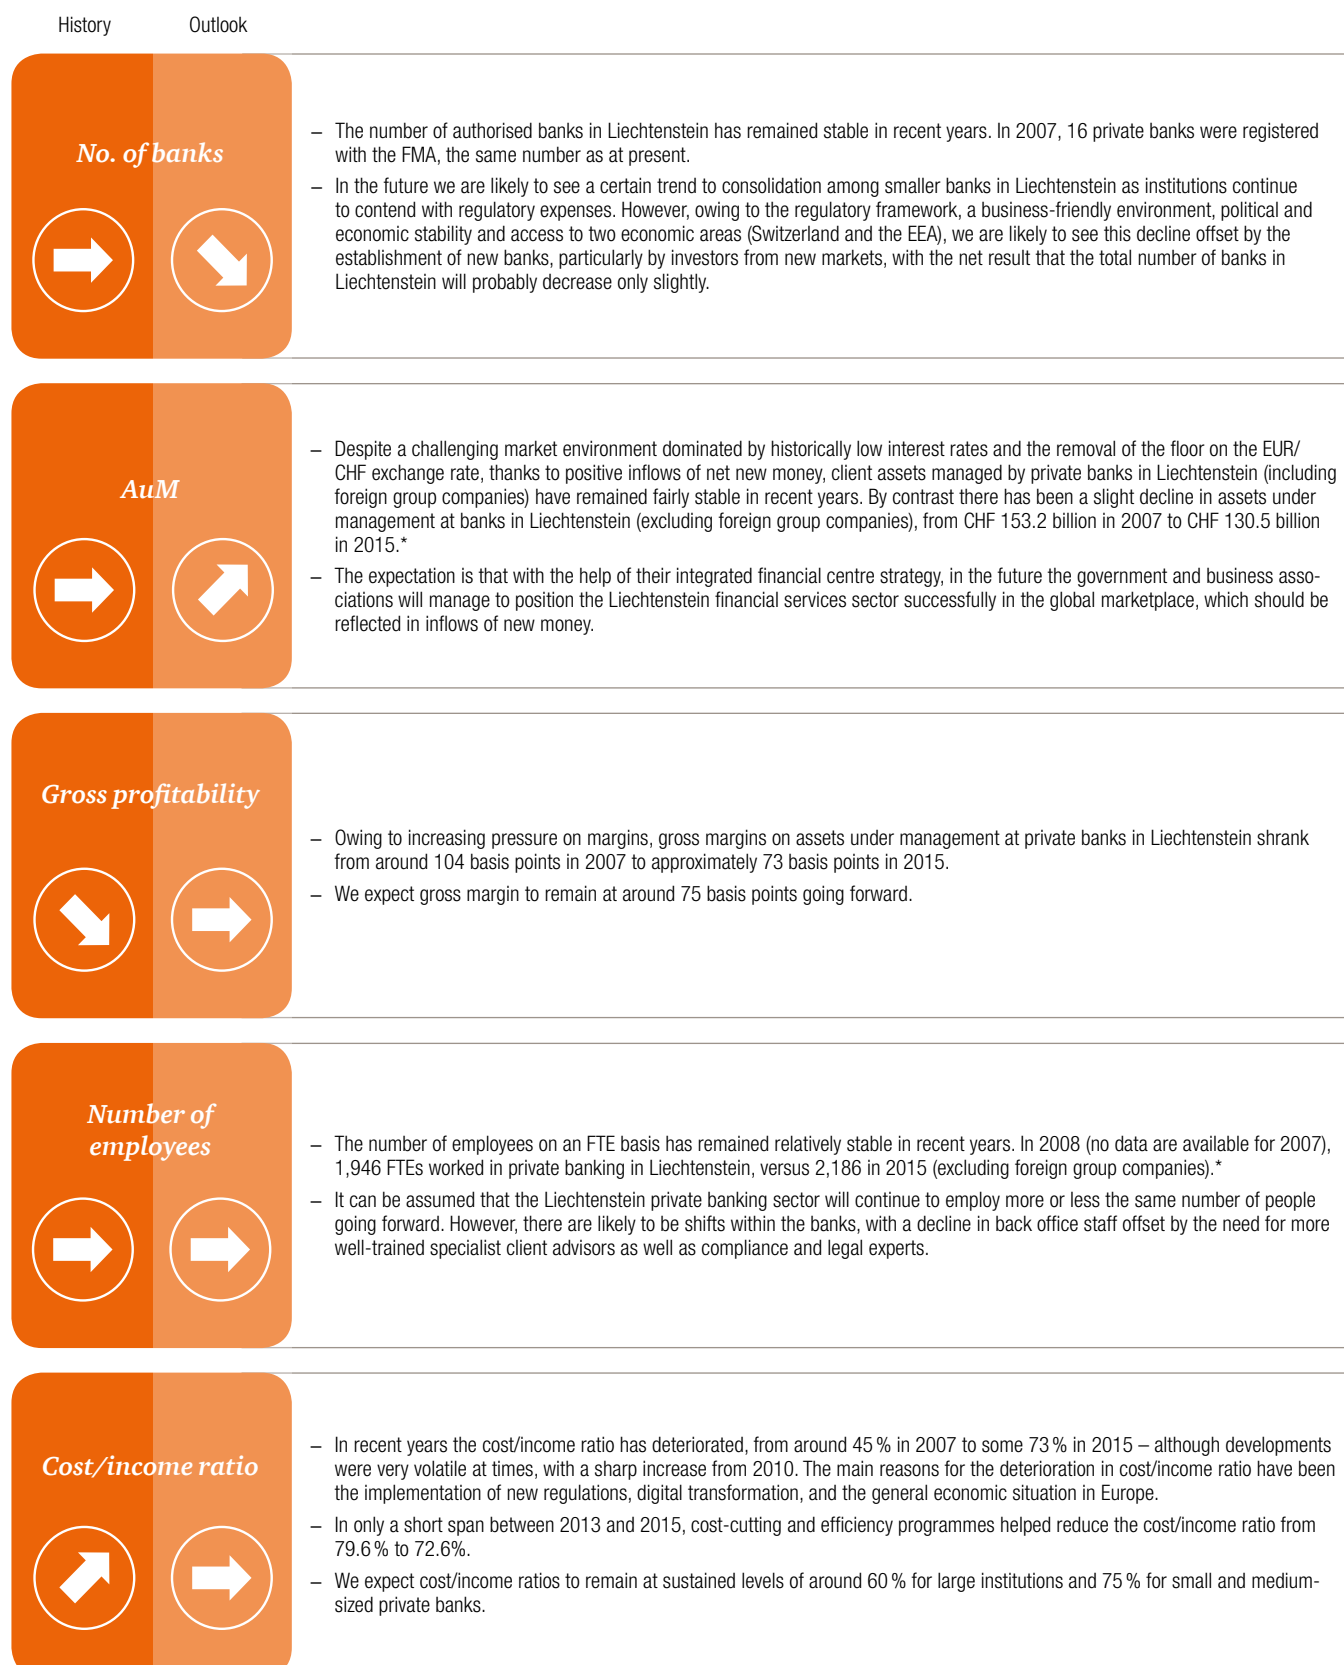 History Outlook
No. of banks
– The number of authorised banks in Liechtenstein has remained stable in recent years. In 2007, 16 private banks were registered
with the FMA, the same number as at present.
– In the future we are likely to see a certain trend to consolidation among smaller banks in Liechtenstein as institutions continue
to contend with regulatory expenses. However, owing to the regulatory framework, a business-friendly environment, political and
economic stability and access to two economic areas (Switzerland and the EEA), we are likely to see this decline offset by the
establishment of new banks, particularly by investors from new markets, with the net result that the total number of banks in
Liechtenstein will probably decrease only slightly.
AuM
– Despite a challenging market environment dominated by historically low interest rates and the removal of the floor on the EUR/
CHF exchange rate, thanks to positive inflows of net new money, client assets managed by private banks in Liechtenstein (including
foreign group companies) have remained fairly stable in recent years. By contrast there has been a slight decline in assets under
management at banks in Liechtenstein (excluding foreign group companies), from CHF 153.2 billion in 2007 to CHF 130.5 billion
in 2015.*
– The expectation is that with the help of their integrated financial centre strategy, in the future the government and business asso-
ciations will manage to position the Liechtenstein financial services sector successfully in the global marketplace, which should be
reflected in inflows of new money.
Gross profitability
– Owing to increasing pressure on margins, gross margins on assets under management at private banks in Liechtenstein shrank
from around 104 basis points in 2007 to approximately 73 basis points in 2015.
– We expect gross margin to remain at around 75 basis points going forward.
Number of
employees
– The number of employees on an FTE basis has remained relatively stable in recent years. In 2008 (no data are available for 2007),
1,946 FTEs worked in private banking in Liechtenstein, versus 2,186 in 2015 (excluding foreign group companies).*
– It can be assumed that the Liechtenstein private banking sector will continue to employ more or less the same number of people
going forward. However, there are likely to be shifts within the banks, with a decline in back office staff offset by the need for more
well-trained specialist client advisors as well as compliance and legal experts.
Cost/income ratio
– In recent years the cost/income ratio has deteriorated, from around 45 % in 2007 to some 73 % in 2015 – although developments
were very volatile at times, with a sharp increase from 2010. The main reasons for the deterioration in cost/income ratio have been
the implementation of new regulations, digital transformation, and the general economic situation in Europe.
– In only a short span between 2013 and 2015, cost-cutting and efficiency programmes helped reduce the cost/income ratio from
79.6 % to 72.6%.
– We expect cost/income ratios to remain at sustained levels of around 60 % for large institutions and 75 % for small and medium-
sized private banks.